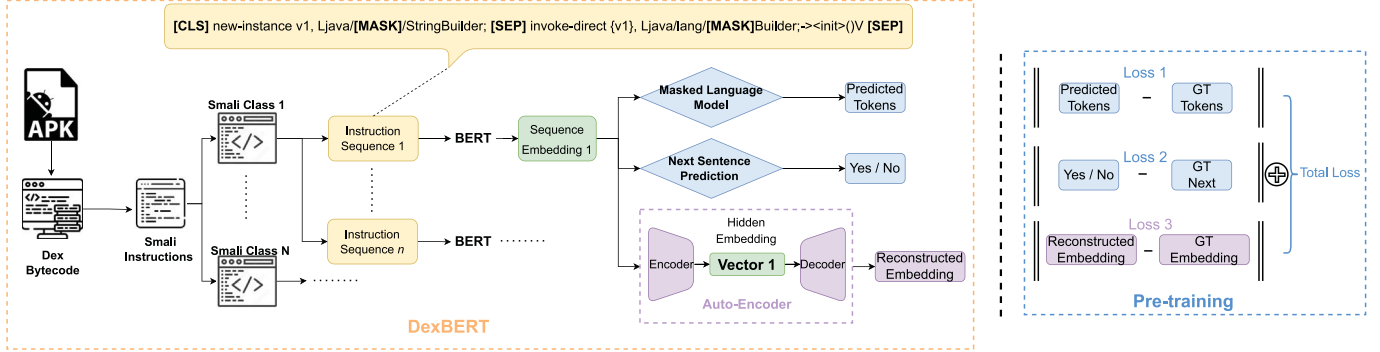 [CLS] new-instance v1, Ljava/[MASK]/StringBuilder; [SEP] invoke-direct {v1}, Ljava/lang/[MASK]Builder;-><init>()V [SEP]
APK
</>
Dex
Bytecode
Smali
Instructions
Smali Class 1
</>
Smali Class N
</>
Instruction
Sequence 1
Instruction
Sequence n
BERT
BERT
Sequence
Embedding 1
Masked Language
Model
Predicted
Tokens
Next Sentence
Prediction
Yes / No
Hidden
Embedding
Encoder
Vector 1
Decoder
Auto-Encoder
Reconstructed
Embedding
DexBERT
Loss 1
Predicted
Tokens
–
GT
Tokens
Loss 2
Yes / No
–
GT
Next
Total Loss
Loss 3
Reconstructed
Embedding
–
GT
Embedding
Pre-training